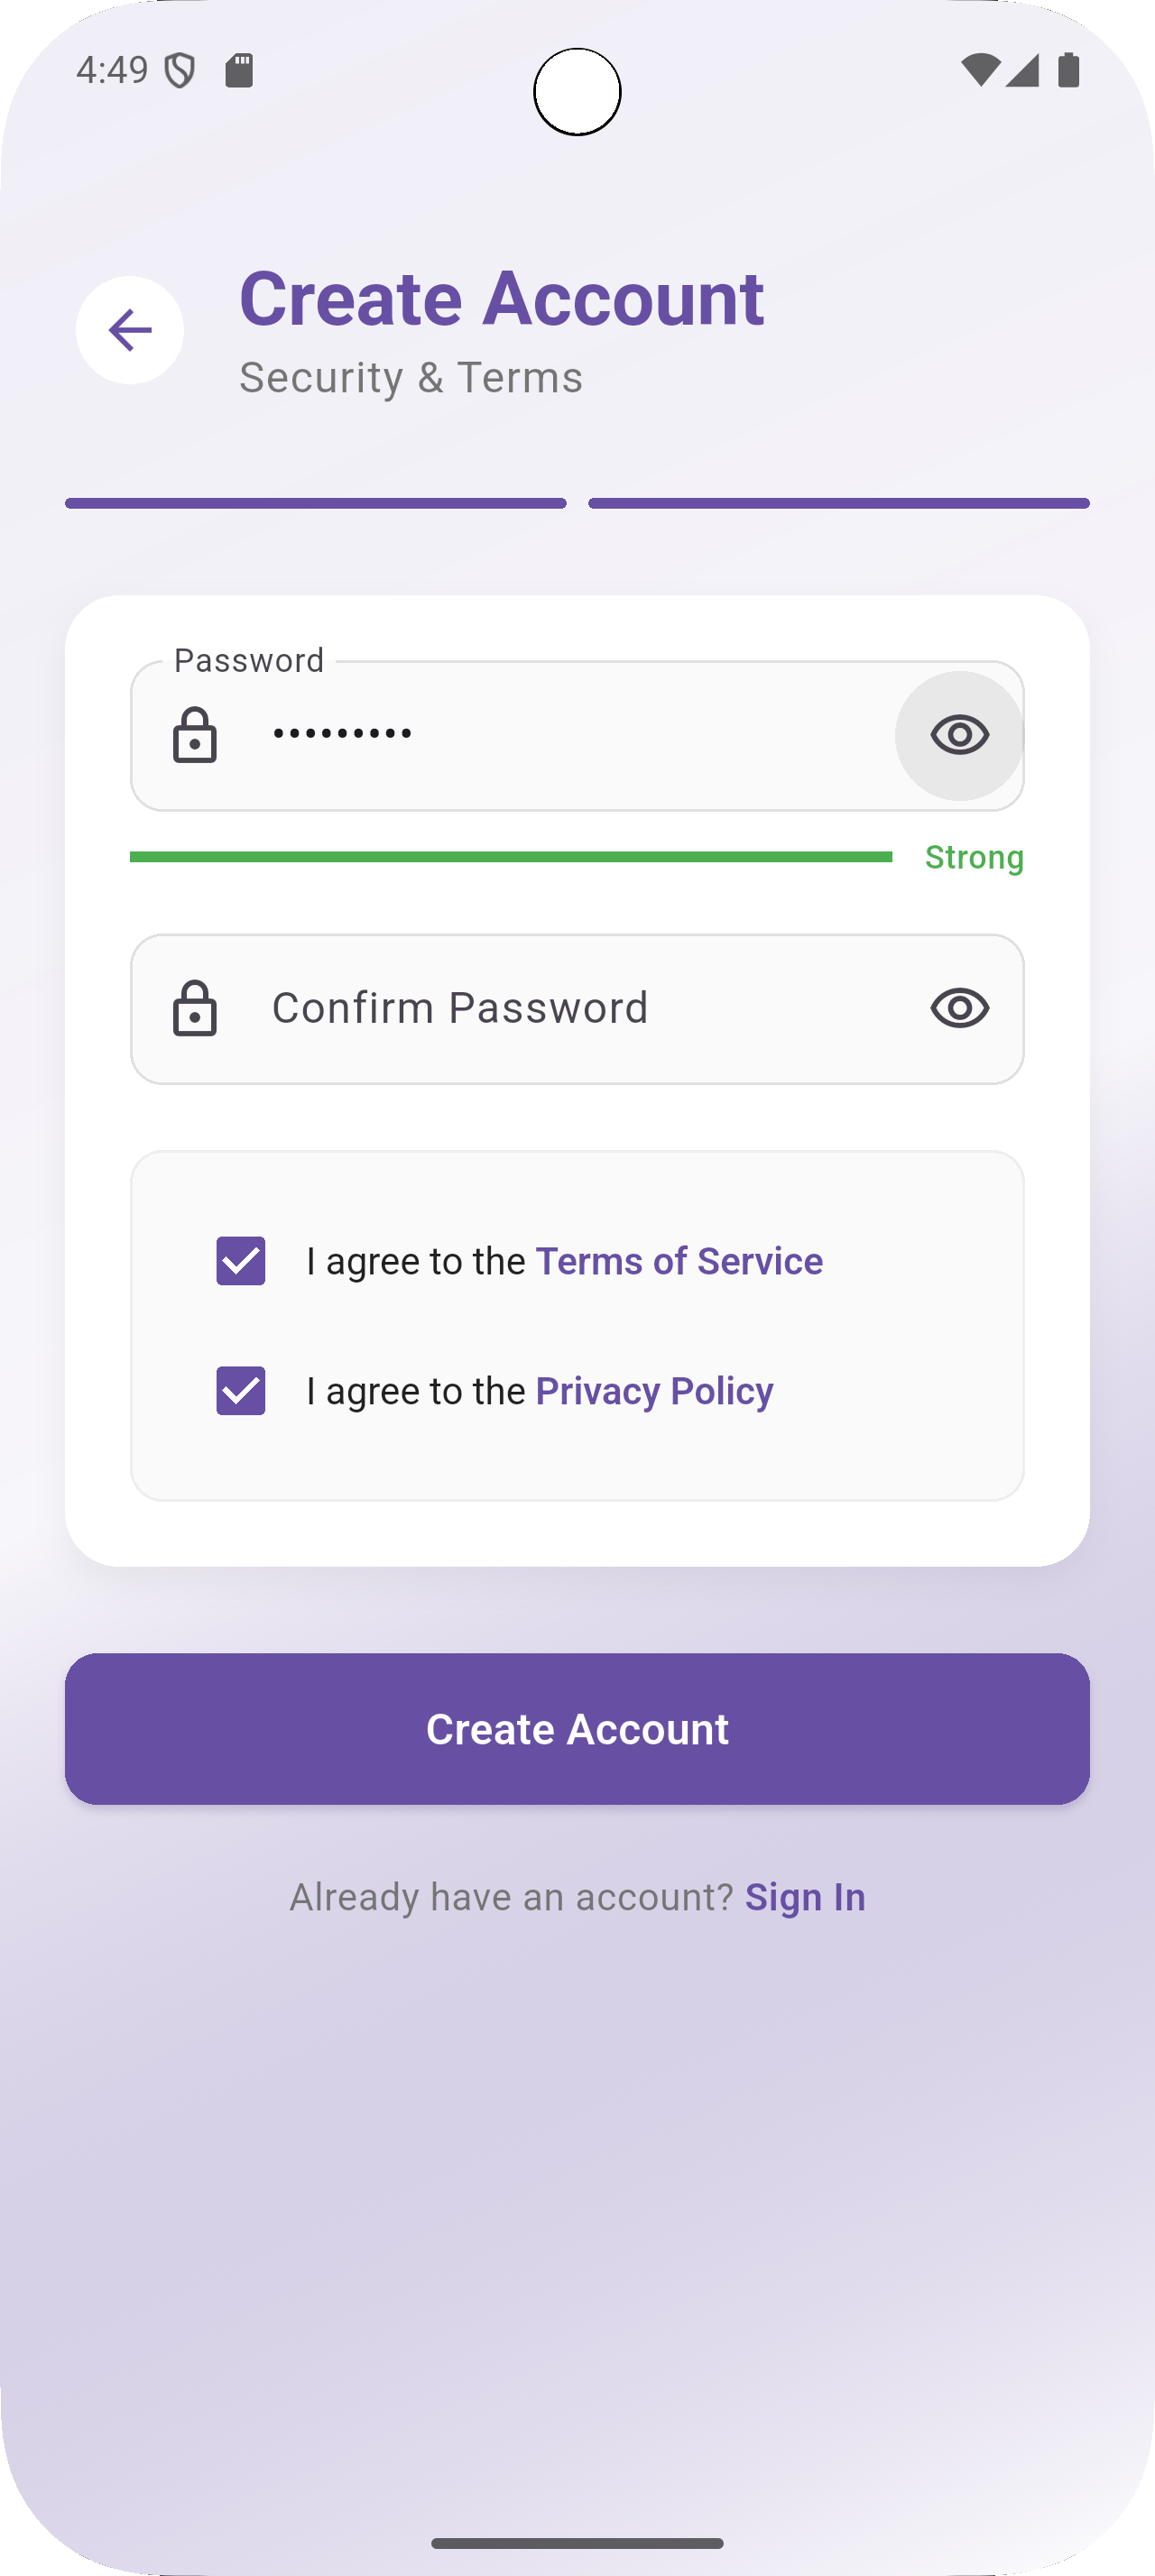 4:49
Create Account
Security & Terms
Password
•••••••••
Strong
Confirm Password
I agree to the Terms of Service
I agree to the Privacy Policy
Create Account
Already have an account? Sign In